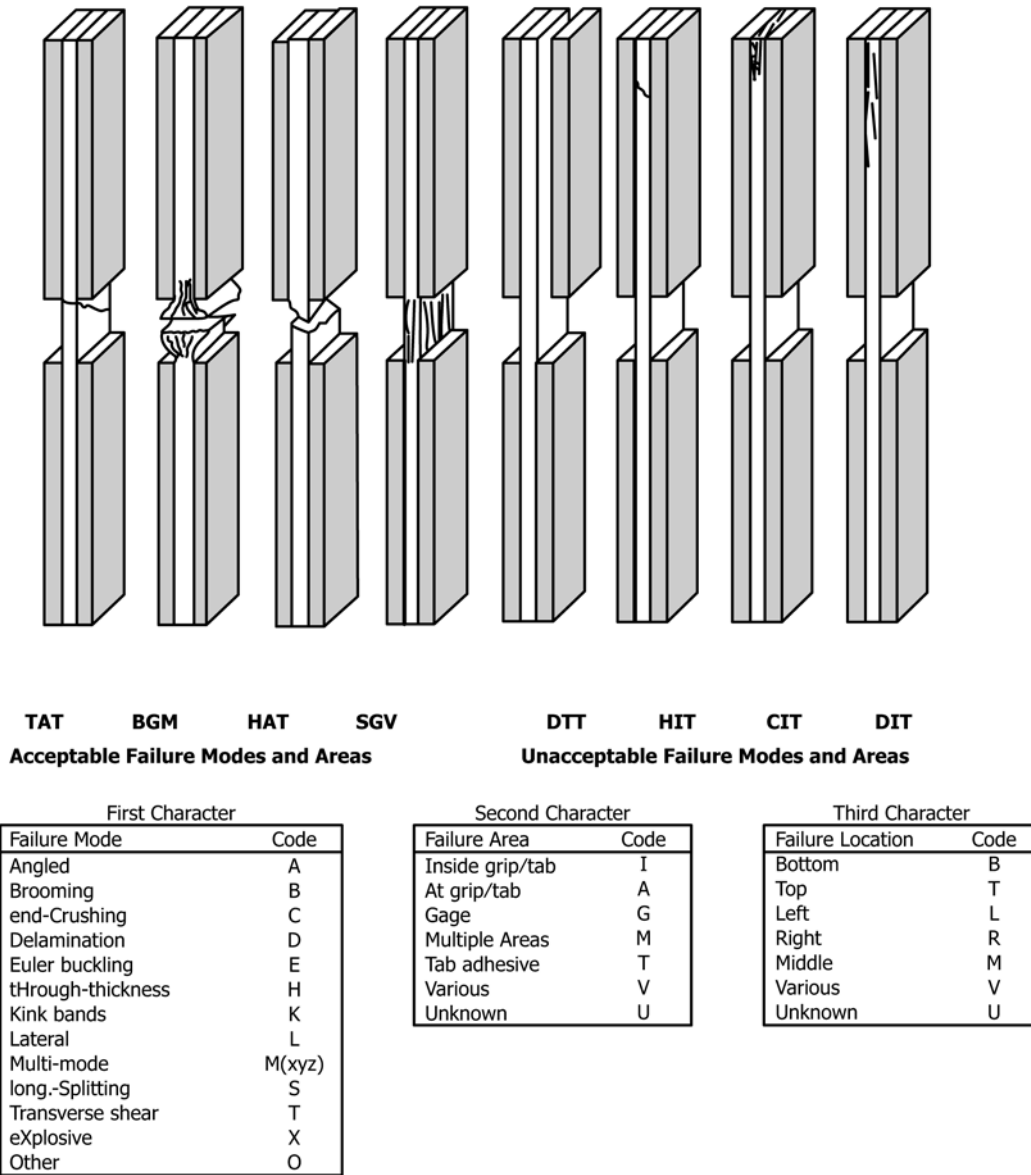 TAT BGM HAT SGV DTT HIT CIT DIT
Acceptable Failure Modes and Areas Unacceptable Failure Modes and Areas
First Character
Failure Mode Code
Angled A
Brooming B
end-Crushing C
Delamination D
Euler buckling E
tHrough-thickness H
Kink bands K
Lateral L
Multi-mode M(xyz)
long.-Splitting S
Transverse shear T
eXplosive X
Other O
Second Character
Failure Area Code
Inside grip/tab I
At grip/tab A
Gage G
Multiple Areas M
Tab adhesive T
Various V
Unknown U
Third Character
Failure Location Code
Bottom B
Top T
Left L
Right R
Middle M
Various V
Unknown U